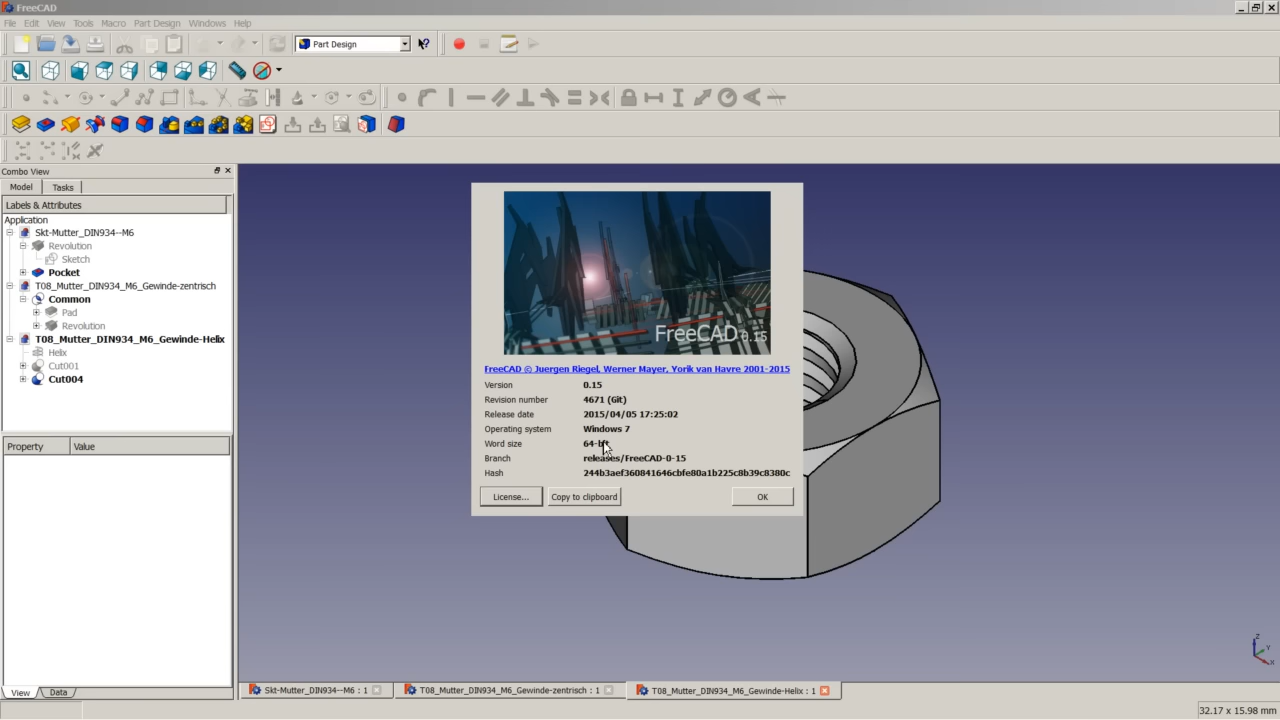 FreeCAD
File Edit View Tools Macro Part Design Windows Help
Part Design
Combo View
Model Tasks
Labels & Attributes
Application
Skt-Mutter_DIN934--M6
Revolution
Sketch
Pocket
T08_Mutter_DIN934_M6_Gewinde-zentrisch
Common
Pad
Revolution
T08_Mutter_DIN934_M6_Gewinde-Helix
Helix
Cut001
Cut004
Property Value
View Data
FreeCAD 0.15
FreeCAD © Juergen Riegel, Werner Mayer, Yorik van Havre 2001-2015
Version 0.15
Revision number 4671 (Git)
Release date 2015/04/05 17:25:02
Operating system Windows 7
Word size 64-bit
Branch releases/FreeCAD-0-15
Hash 244b3aef360841646cbfe80a1b225c8b39c8380c
License... Copy to clipboard OK
Z
Y
X
Skt-Mutter_DIN934--M6 : 1 T08_Mutter_DIN934_M6_Gewinde-zentrisch : 1 T08_Mutter_DIN934_M6_Gewinde-Helix : 1
32.17 x 15.98 mm